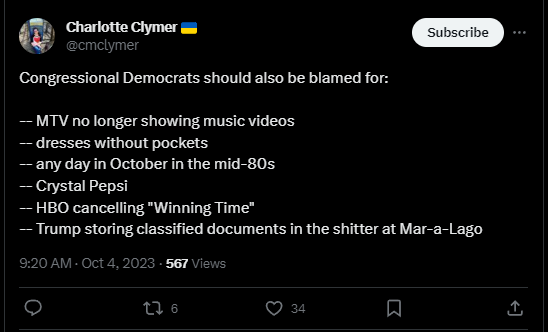 Charlotte Clymer 🇺🇦
@cmclymer
Subscribe
Congressional Democrats should also be blamed for:
-- MTV no longer showing music videos
-- dresses without pockets
-- any day in October in the mid-80s
-- Crystal Pepsi
-- HBO cancelling "Winning Time"
-- Trump storing classified documents in the shitter at Mar-a-Lago
9:20 AM · Oct 4, 2023 · 567 Views
6
34